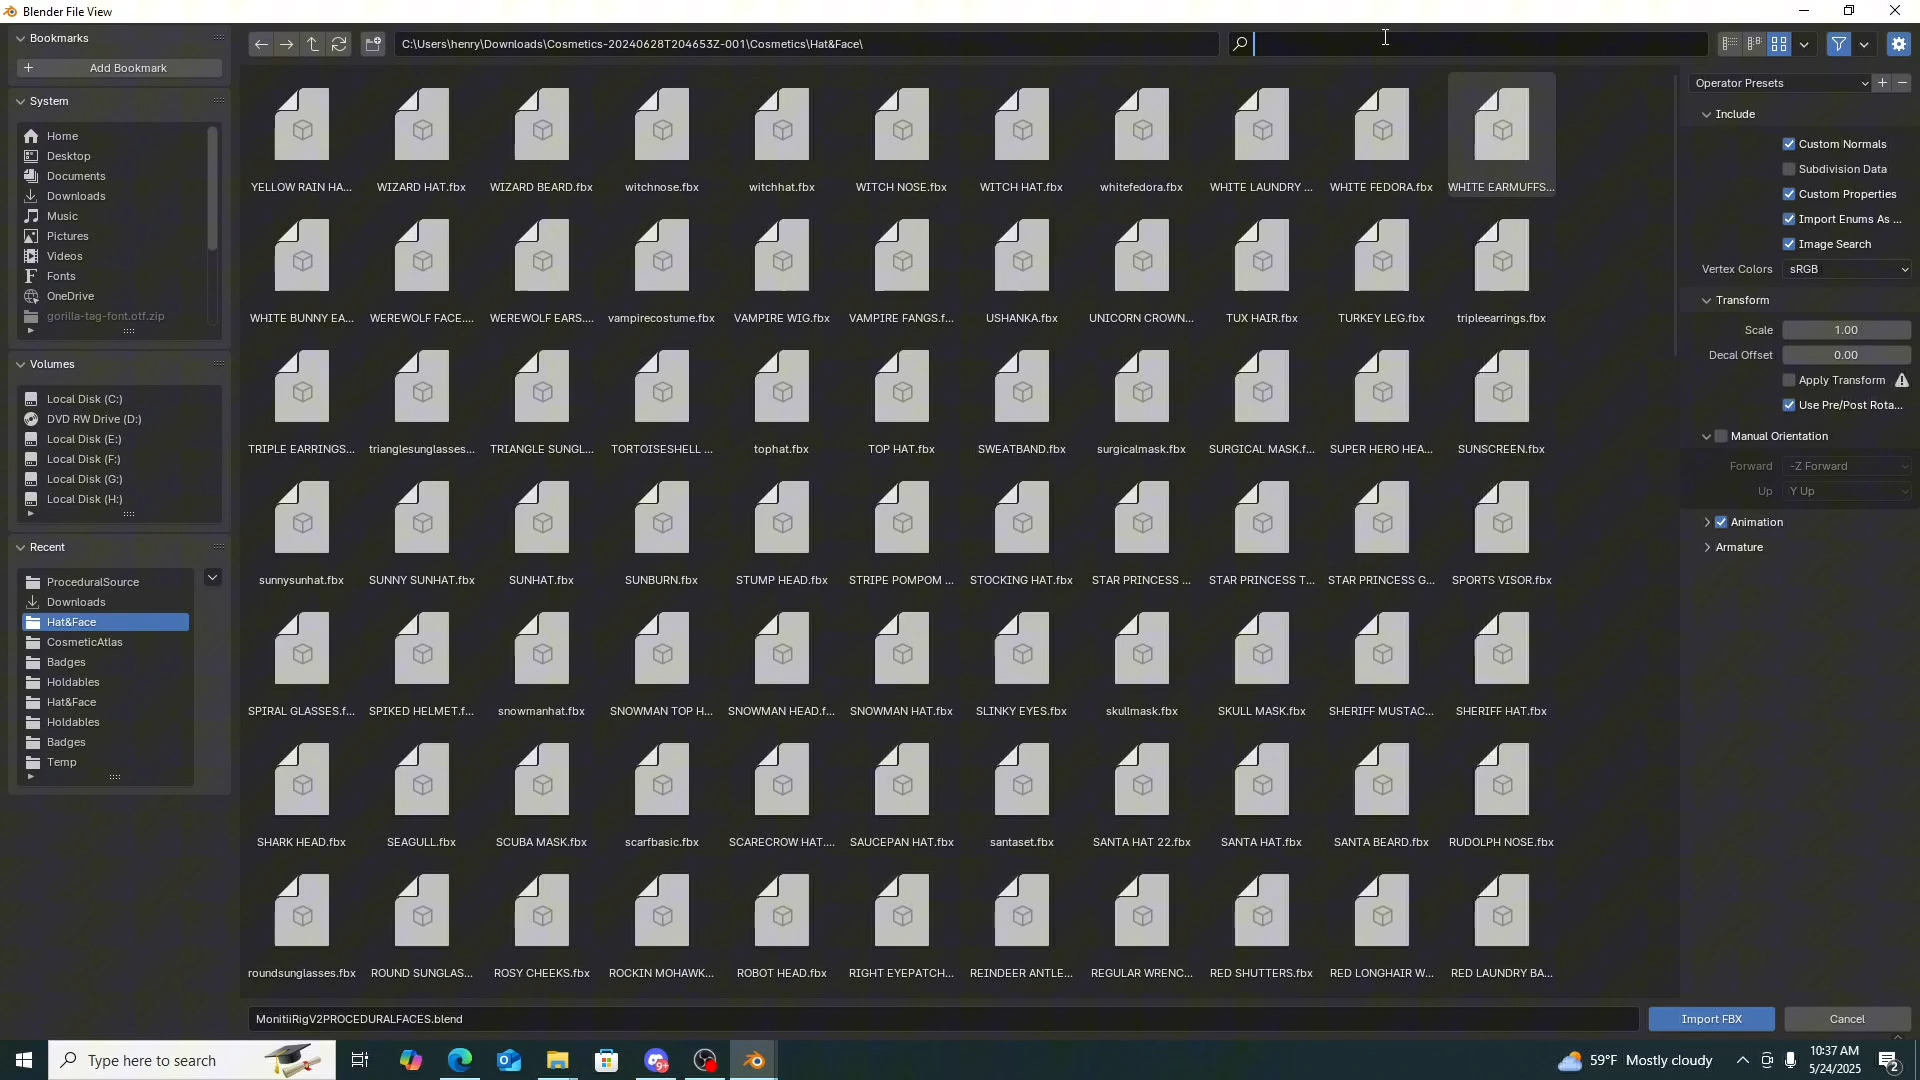 Blender File View
Bookmarks
Add Bookmark
System
Home
Desktop
Documents
Downloads
Music
Pictures
Videos
Fonts
OneDrive
gorilla-tag-font.otf.zip
Volumes
Local Disk (C:)
DVD RW Drive (D:)
Local Disk (E:)
Local Disk (F:)
Local Disk (G:)
Local Disk (H:)
Recent
ProceduralSource
Downloads
Hat&Face
CosmeticAtlas
Badges
Holdables
Hat&Face
Holdables
Badges
Temp
C:\Users\henry\Downloads\Cosmetics-20240628T204653Z-001\Cosmetics\Hat&Face\
YELLOW RAIN HA... WIZARD HAT.fbx WIZARD BEARD.fbx witchnose.fbx witchhat.fbx WITCH NOSE.fbx WITCH HAT.fbx whitefedora.fbx WHITE LAUNDRY ... WHITE FEDORA.fbx WHITE EARMUFFS...
WHITE BUNNY EA... WEREWOLF FACE.... WEREWOLF EARS.... vampirecostume.fbx VAMPIRE WIG.fbx VAMPIRE FANGS.f... USHANKA.fbx UNICORN CROWN... TUX HAIR.fbx TURKEY LEG.fbx tripleearrings.fbx
TRIPLE EARRINGS... trianglesunglasses... TRIANGLE SUNGL... TORTOISESHELL ... tophat.fbx TOP HAT.fbx SWEATBAND.fbx surgicalmask.fbx SURGICAL MASK.f... SUPER HERO HEA... SUNSCREEN.fbx
sunnysunhat.fbx SUNNY SUNHAT.fbx SUNHAT.fbx SUNBURN.fbx STUMP HEAD.fbx STRIPE POMPOM ... STOCKING HAT.fbx STAR PRINCESS ... STAR PRINCESS T... STAR PRINCESS G... SPORTS VISOR.fbx
SPIRAL GLASSES.f... SPIKED HELMET.f... snowmanhat.fbx SNOWMAN TOP H... SNOWMAN HEAD.f... SNOWMAN HAT.fbx SLINKY EYES.fbx skullmask.fbx SKULL MASK.fbx SHERIFF MUSTAC... SHERIFF HAT.fbx
SHARK HEAD.fbx SEAGULL.fbx SCUBA MASK.fbx scarfbasic.fbx SCARECROW HAT.... SAUCEPAN HAT.fbx santaset.fbx SANTA HAT 22.fbx SANTA HAT.fbx SANTA BEARD.fbx RUDOLPH NOSE.fbx
roundsunglasses.fbx ROUND SUNGLAS... ROSY CHEEKS.fbx ROCKIN MOHAWK... ROBOT HEAD.fbx RIGHT EYEPATCH... REINDEER ANTLE... REGULAR WRENC... RED SHUTTERS.fbx RED LONGHAIR W... RED LAUNDRY BA...
MonitiiRigV2PROCEDURALFACES.blend
Import FBX
Cancel
Operator Presets
Include
Custom Normals
Subdivision Data
Custom Properties
Import Enums As ...
Image Search
Vertex Colors sRGB
Transform
Scale 1.00
Decal Offset 0.00
Apply Transform
Use Pre/Post Rota...
Manual Orientation
Forward -Z Forward
Up Y Up
Animation
Armature
Type here to search
9+
59°F Mostly cloudy
10:37 AM
5/24/2025
2